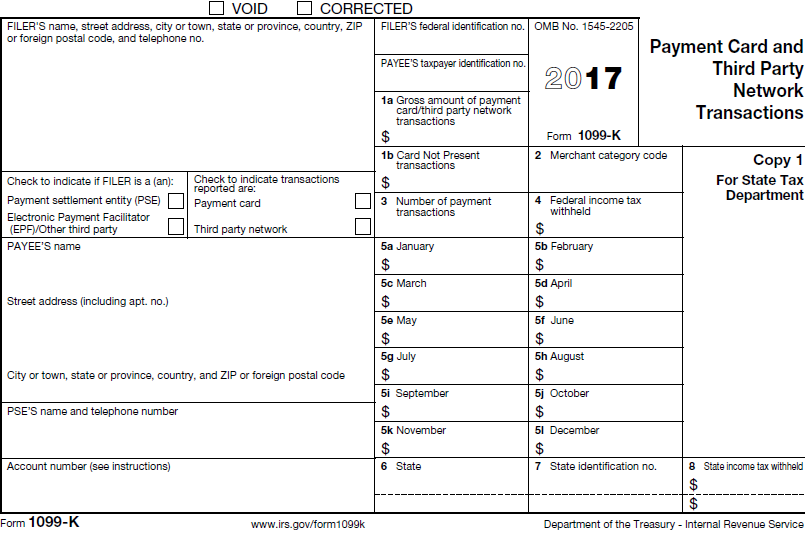 VOID CORRECTED
FILER'S name, street address, city or town, state or province, country, ZIP
or foreign postal code, and telephone no.
FILER'S federal identification no.
OMB No. 1545-2205
PAYEE'S taxpayer identification no.
2017
Form 1099-K
Payment Card and
Third Party
Network
Transactions
1a Gross amount of payment
card/third party network
transactions
$
1b Card Not Present
transactions
$
2 Merchant category code
Copy 1
For State Tax
Department
Check to indicate if FILER is a (an):
Payment settlement entity (PSE)
Electronic Payment Facilitator
(EPF)/Other third party
Check to indicate transactions
reported are:
Payment card
Third party network
3 Number of payment
transactions
4 Federal income tax
withheld
$
PAYEE'S name
Street address (including apt. no.)
City or town, state or province, country, and ZIP or foreign postal code
5a January
$
5b February
$
5c March
$
5d April
$
5e May
$
5f June
$
5g July
$
5h August
$
5i September
$
5j October
$
5k November
$
5l December
$
PSE'S name and telephone number
Account number (see instructions)
6 State
7 State identification no.
8 State income tax withheld
$
$
Form 1099-K
www.irs.gov/form1099k
Department of the Treasury - Internal Revenue Service